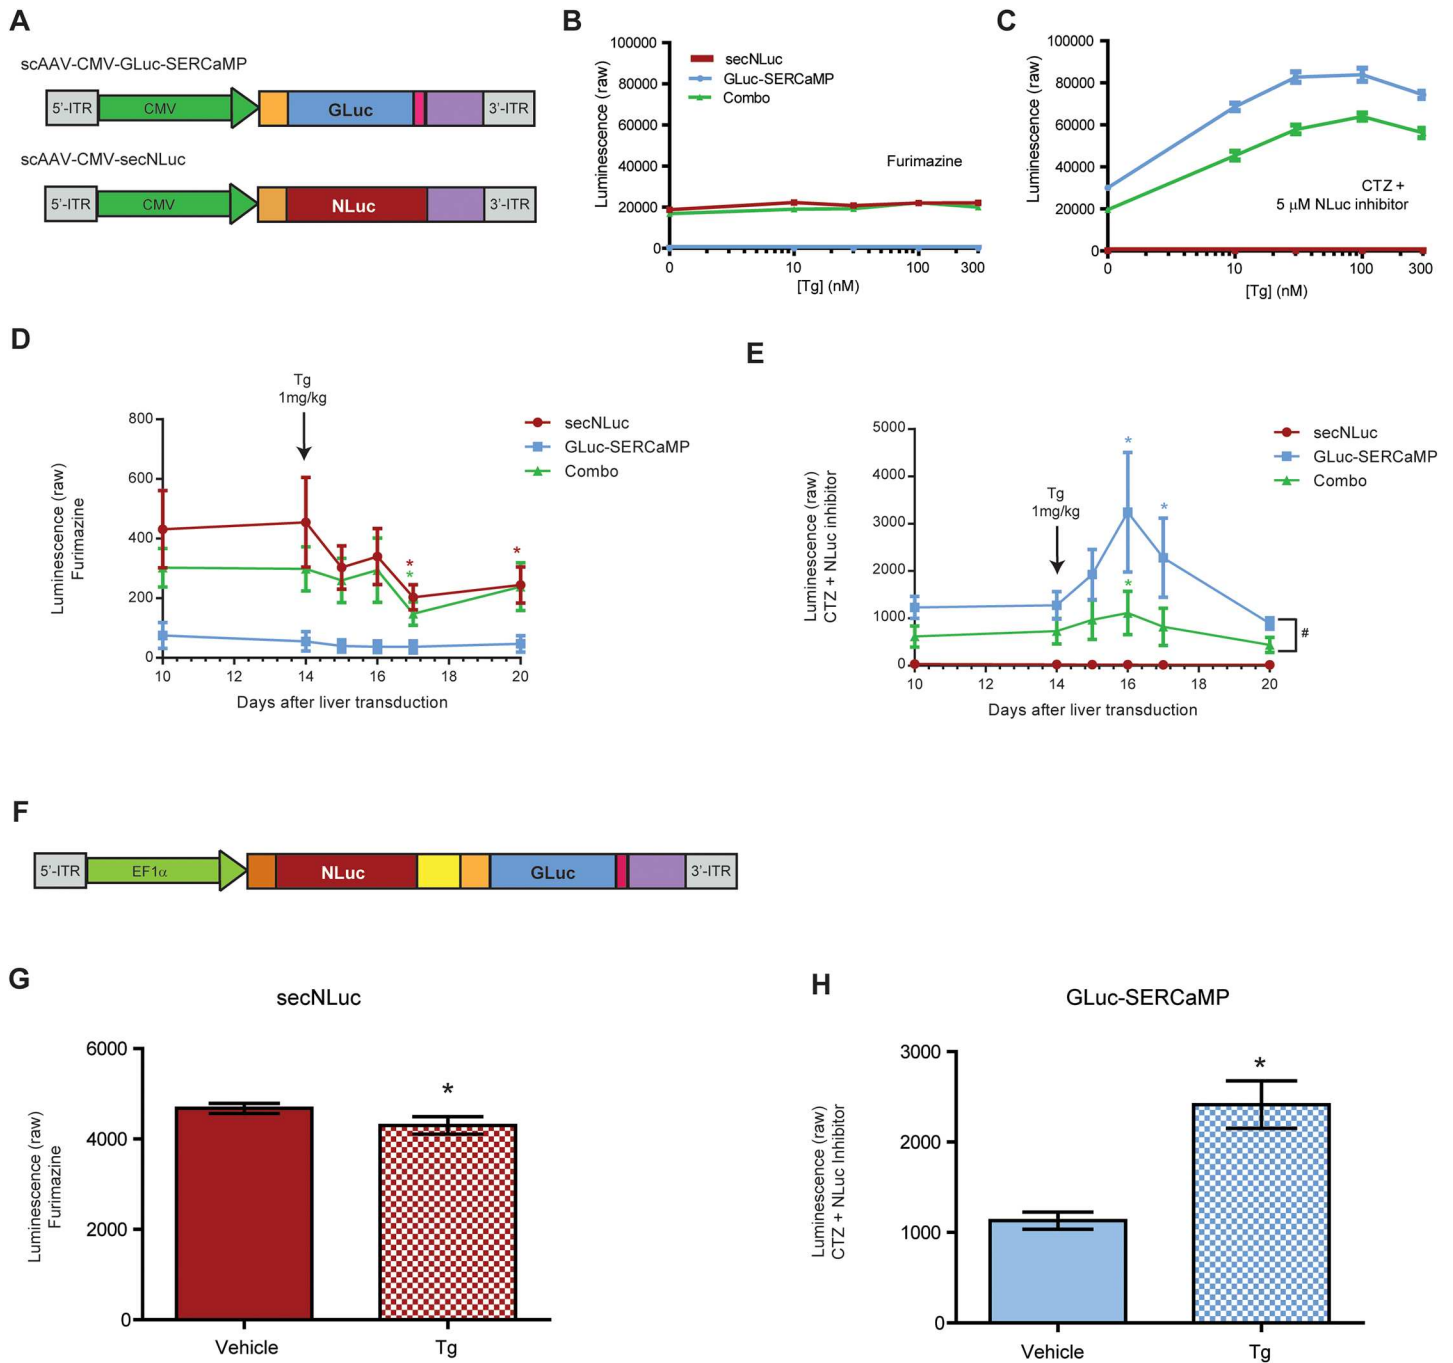 A
scAAV-CMV-GLuc-SERCaMP
5'-ITR
CMV
GLuc
3'-ITR
scAAV-CMV-secNLuc
5'-ITR
CMV
NLuc
3'-ITR
B
Luminescence (raw)
100000
80000
60000
40000
20000
0
secNLuc
GLuc-SERCaMP
Combo
Furimazine
0
10
100
300
[Tg] (nM)
C
Luminescence (raw)
100000
80000
60000
40000
20000
0
CTZ +
5 μM NLuc inhibitor
0
10
100
300
[Tg] (nM)
D
Tg
1mg/kg
Luminescence (raw)
Furimazine
800
600
400
200
0
*
*
*
secNLuc
GLuc-SERCaMP
Combo
10
12
14
16
18
20
Days after liver transduction
E
Luminescence (raw)
CTZ + NLuc inhibitor
5000
4000
3000
2000
1000
0
Tg
1mg/kg
*
*
*
#
secNLuc
GLuc-SERCaMP
Combo
10
12
14
16
18
20
Days after liver transduction
F
5'-ITR
EF1α
NLuc
GLuc
3'-ITR
G
secNLuc
Luminescence (raw)
Furimazine
6000
4000
2000
0
*
Vehicle
Tg
H
GLuc-SERCaMP
Luminescence (raw)
CTZ + NLuc Inhibitor
3000
2000
1000
0
*
Vehicle
Tg